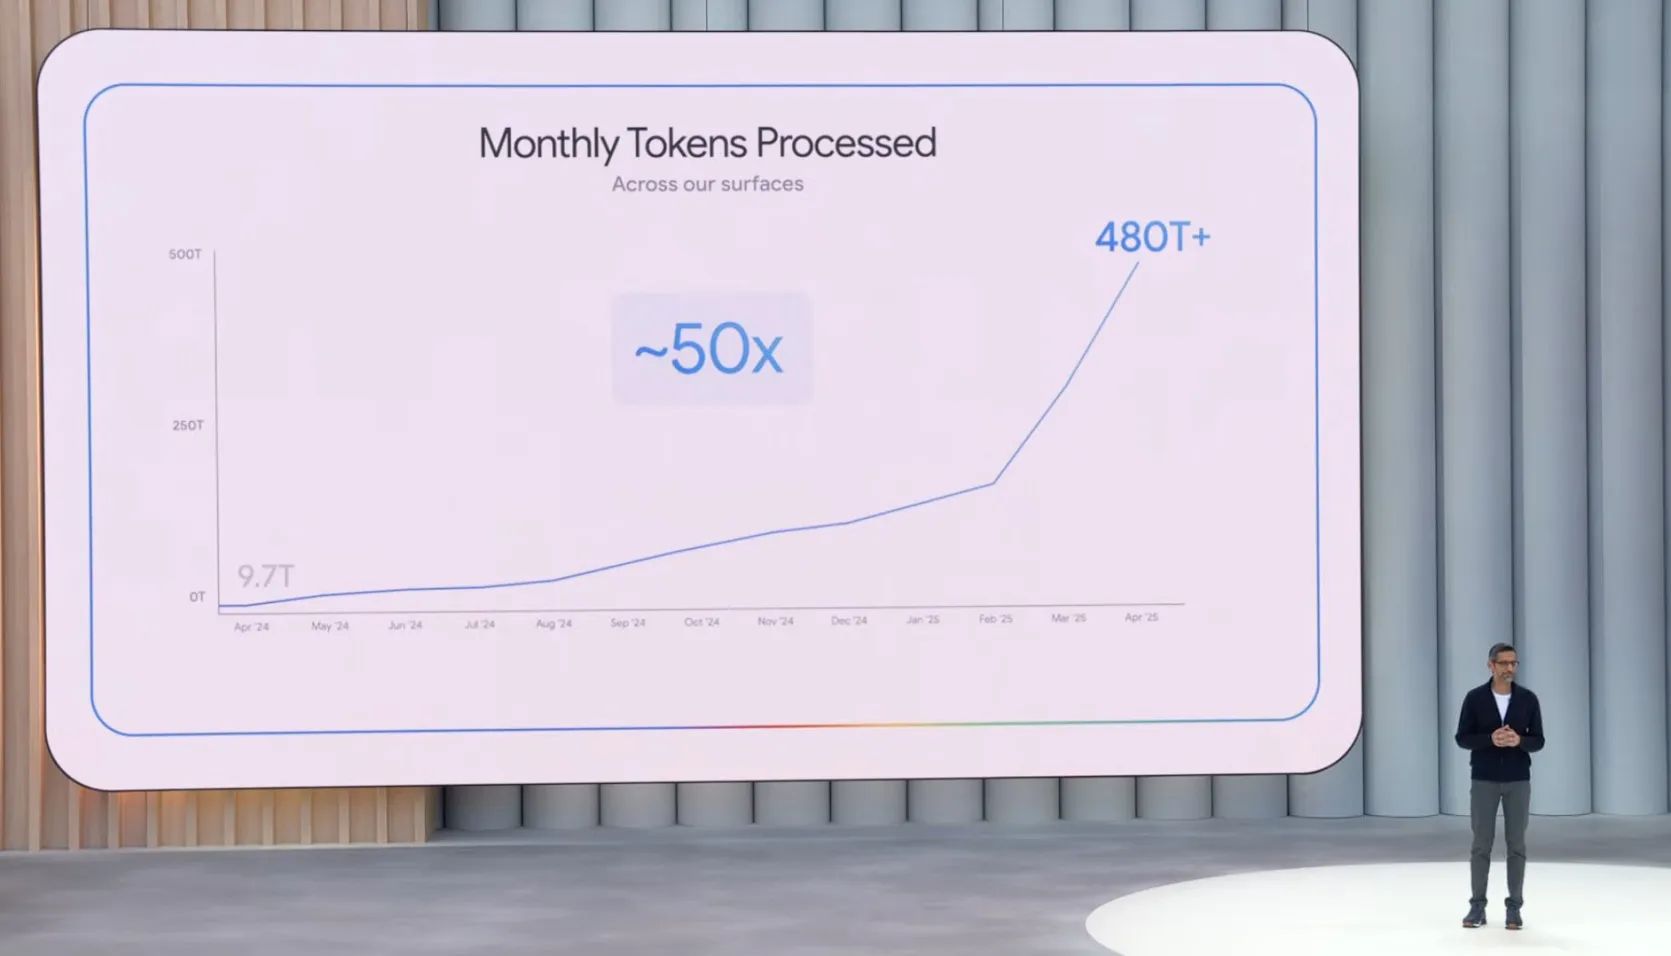 Monthly Tokens Processed
Across our surfaces
480T+
500T
~50x
250T
9.7T
0T
Apr '24 May '24 Jun '24 Jul '24 Aug '24 Sep '24 Oct '24 Nov '24 Dec '24 Jan '25 Feb '25 Mar '25 Apr '25